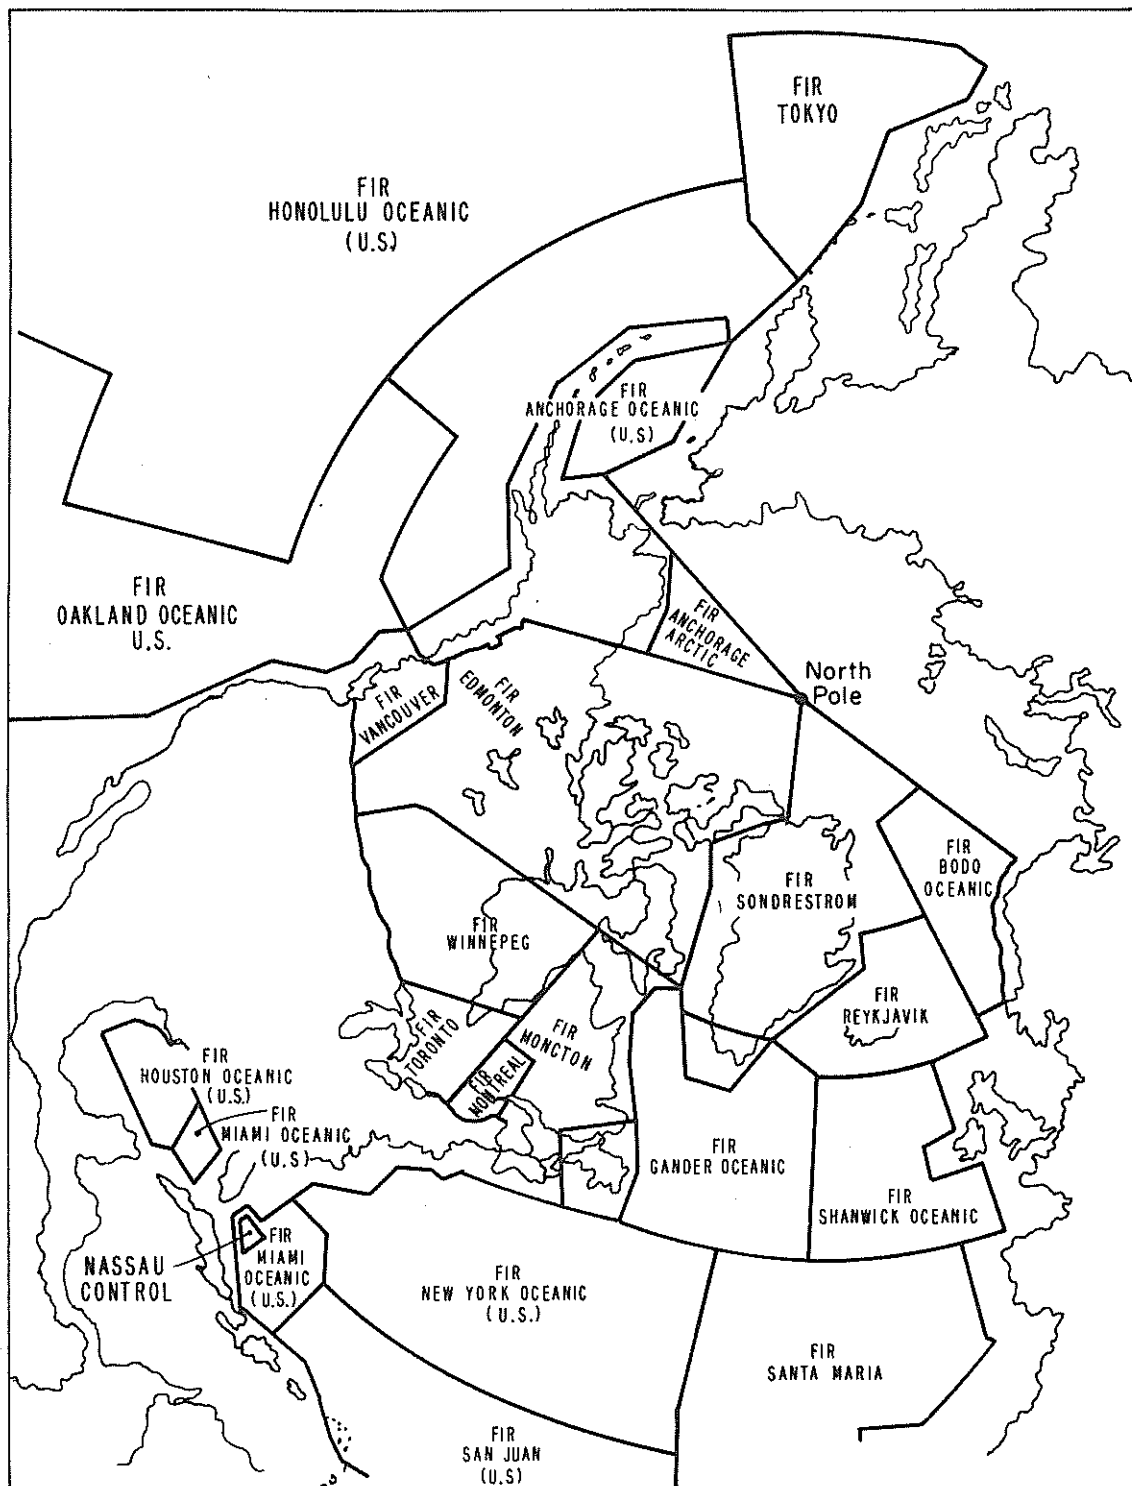 FIR
TOKYO
FIR
HONOLULU OCEANIC
(U.S)
FIR
ANCHORAGE OCEANIC
(U.S)
FIR
OAKLAND OCEANIC
U.S.
FIR
ANCHORAGE
ARCTIC
North
Pole
FIR
VANCOUVER
FIR
EDMONTON
FIR
BODO
OCEANIC
FIR
SONDRESTROM
FIR
WINNEPEG
FIR
REYKJAVIK
FIR
TORONTO
FIR
MONCTON
FIR
MONTREAL
FIR
HOUSTON OCEANIC
(U.S.)
FIR
MIAMI OCEANIC
(U.S)
FIR
GANDER OCEANIC
FIR
SHANWICK OCEANIC
NASSAU
CONTROL
FIR
MIAMI
OCEANIC
(U.S.)
FIR
NEW YORK OCEANIC
(U.S.)
FIR
SANTA MARIA
FIR
SAN JUAN
(U.S)